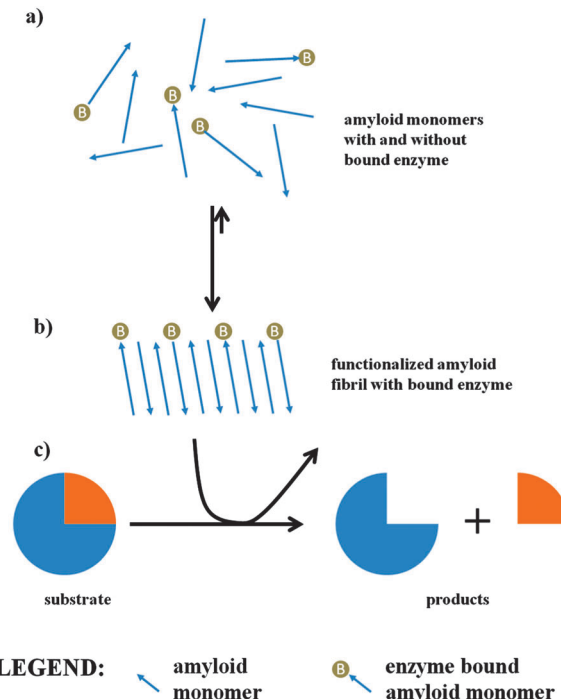 a)
B
B
B
B
amyloid monomers
with and without
bound enzyme
b)
B
B
B
B
functionalized amyloid
fibril with bound enzyme
c)
+
substrate
products
LEGEND:
amyloid
monomer
B
enzyme bound
amyloid monomer